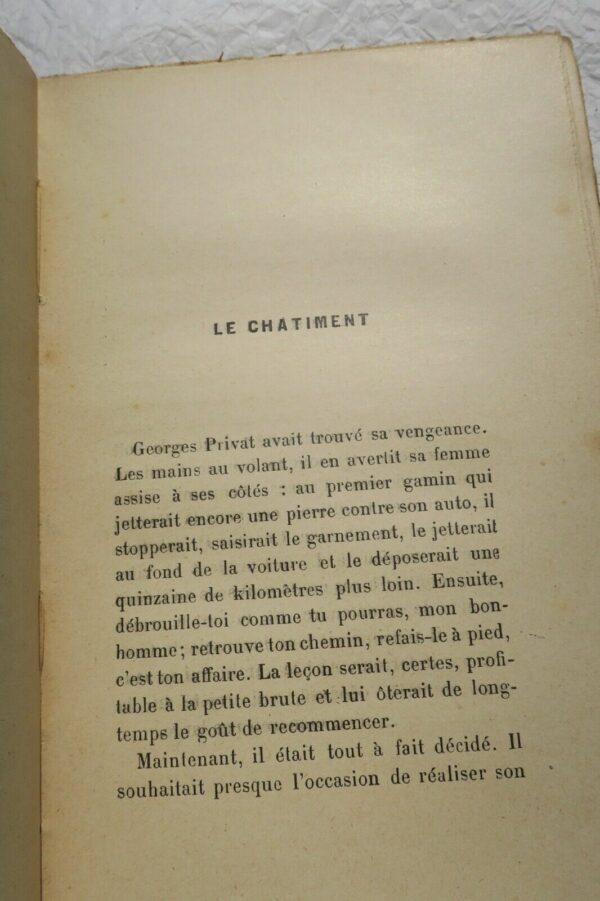 LE CHATIMENT
Georges Privat avait trouvé sa vengeance.
Les mains au volant, il en avertit sa femme
assise à ses côtés : au premier gamin qui
jetterait encore une pierre contre son auto, il
stopperait, saisirait le garnement, le jetterait
au fond de la voiture et le déposerait une
quinzaine de kilomètres plus loin. Ensuite,
débrouille-toi comme tu pourras, mon bon-
homme ; retrouve ton chemin, refais-le à pied,
c'est ton affaire. La leçon serait, certes, profi-
table à la petite brute et lui ôterait de long-
temps le goût de recommencer.
Maintenant, il était tout à fait décidé. Il
souhaitait presque l'occasion de réaliser son